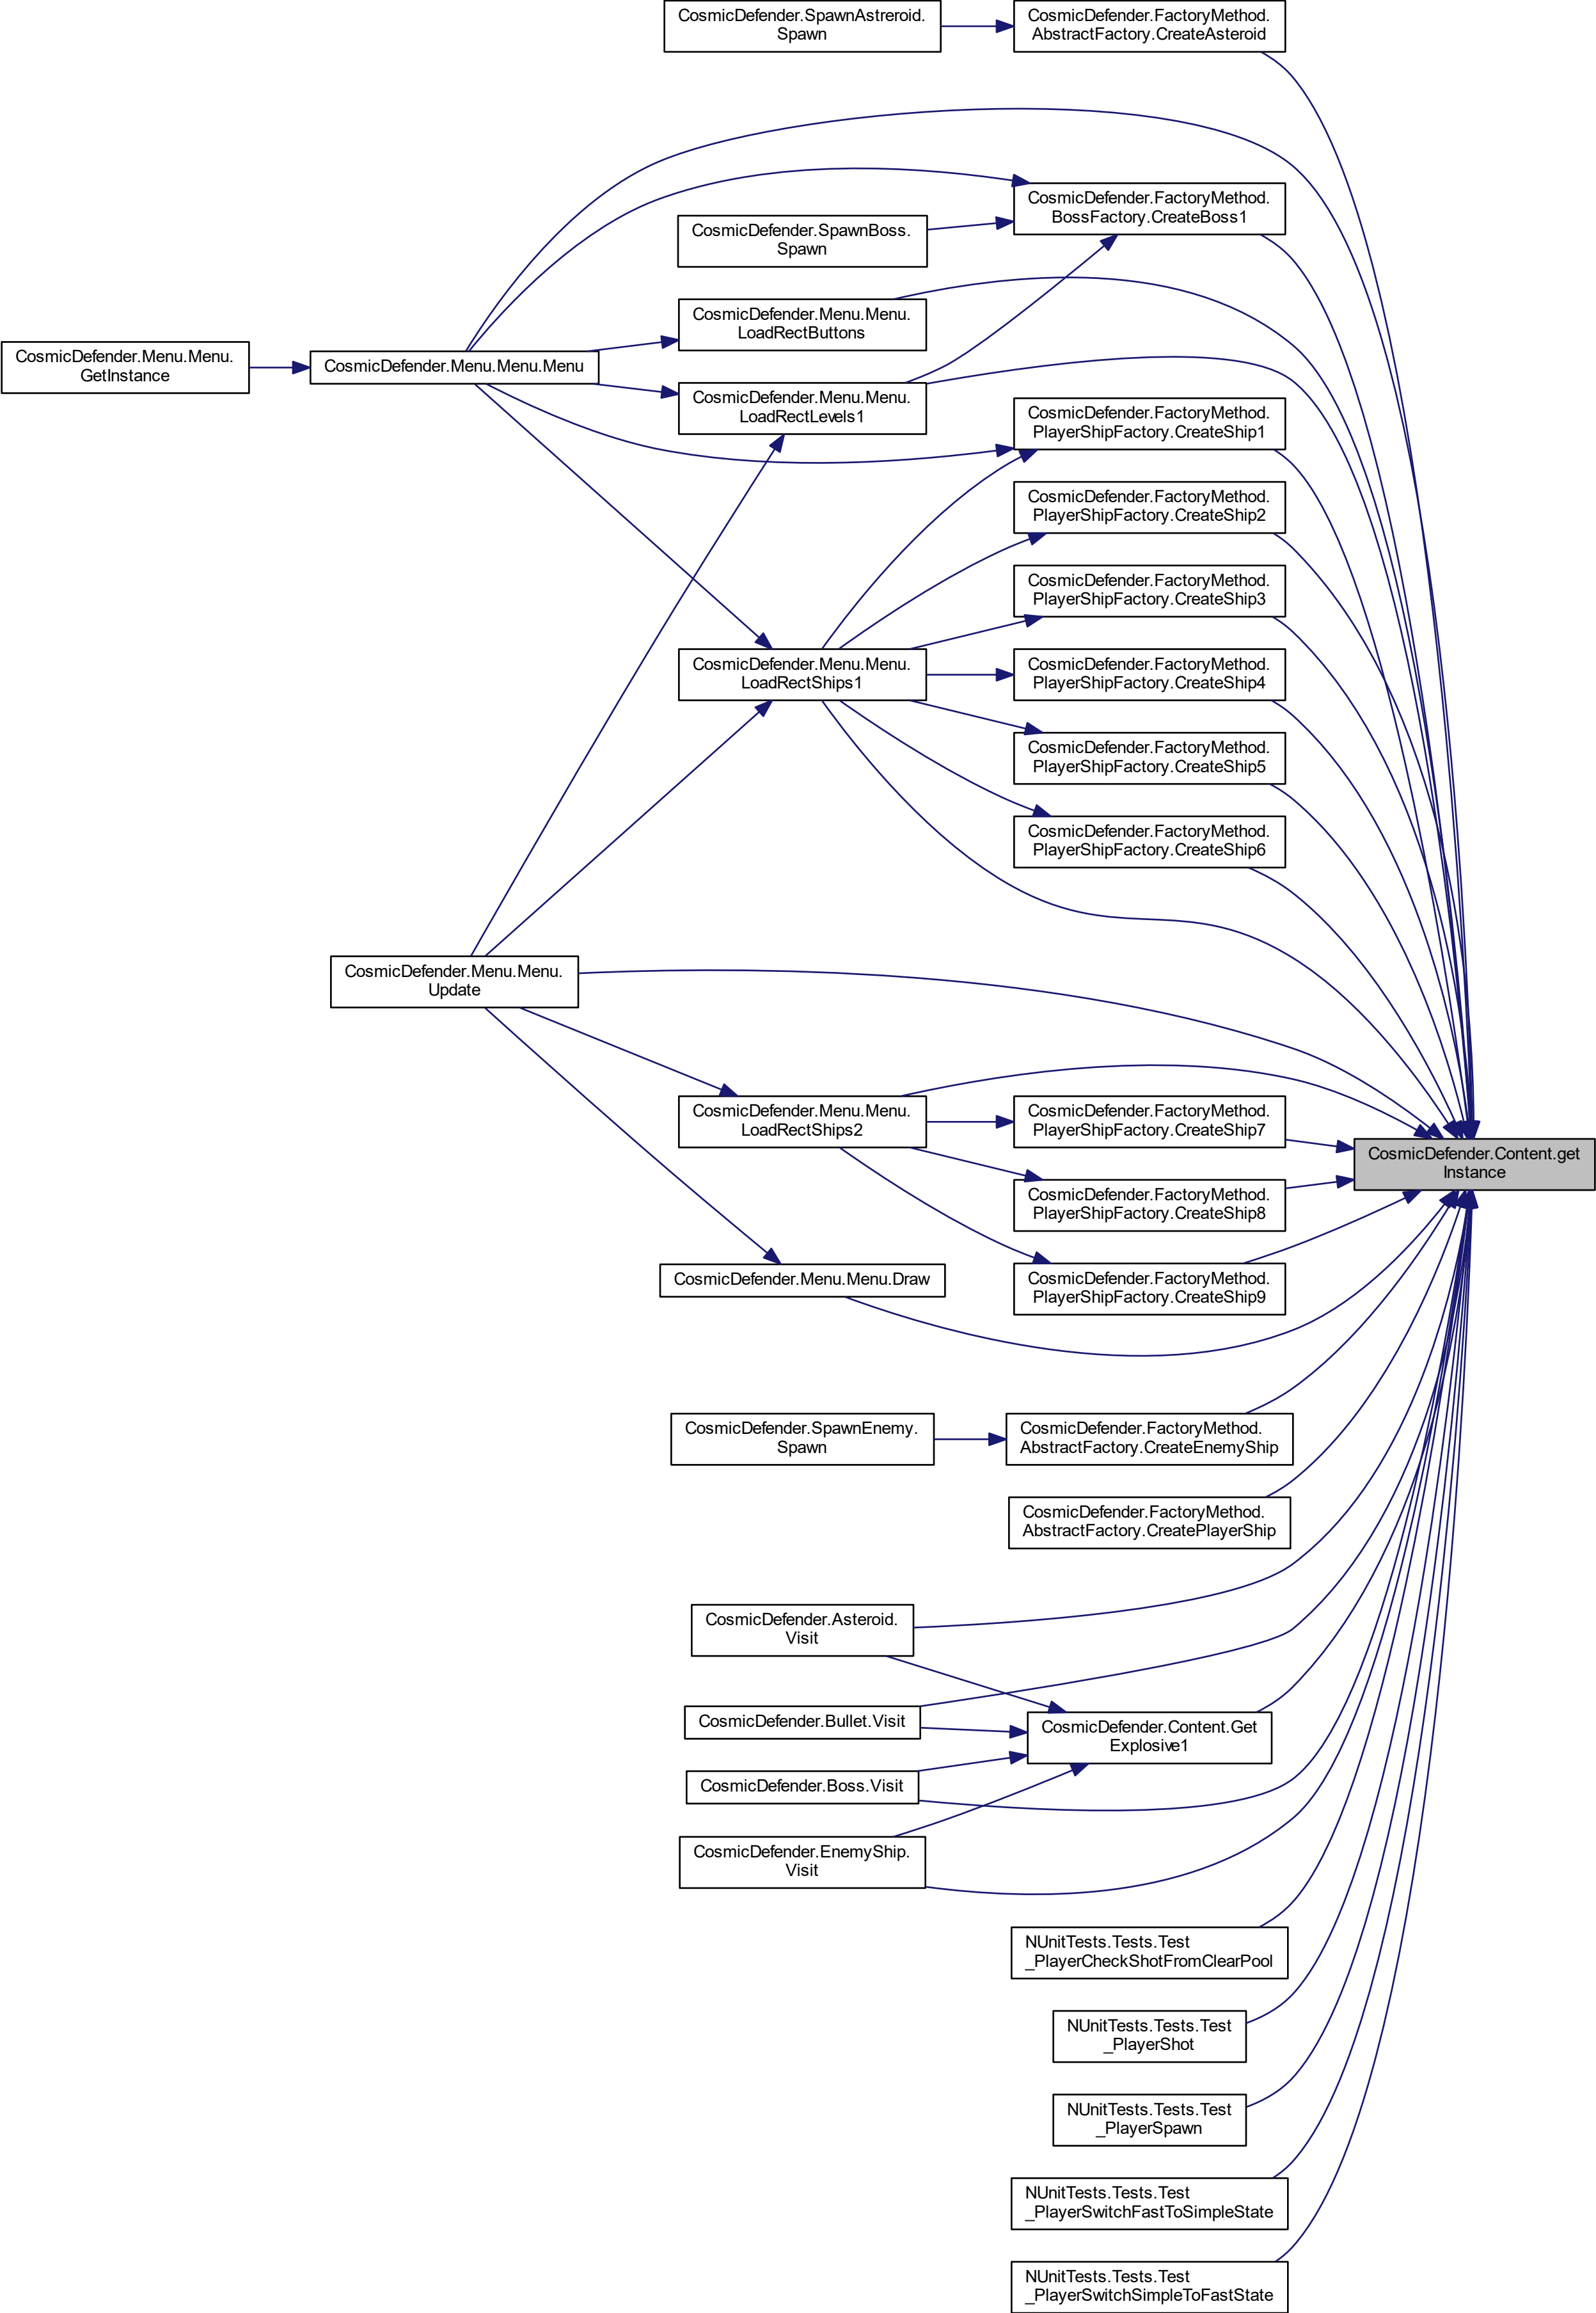 CosmicDefender.SpawnAstreroid.
Spawn
CosmicDefender.FactoryMethod.
AbstractFactory.CreateAsteroid
CosmicDefender.FactoryMethod.
BossFactory.CreateBoss1
CosmicDefender.SpawnBoss.
Spawn
CosmicDefender.Menu.Menu.
LoadRectButtons
CosmicDefender.Menu.Menu.
GetInstance
CosmicDefender.Menu.Menu.Menu
CosmicDefender.Menu.Menu.
LoadRectLevels1
CosmicDefender.FactoryMethod.
PlayerShipFactory.CreateShip1
CosmicDefender.FactoryMethod.
PlayerShipFactory.CreateShip2
CosmicDefender.FactoryMethod.
PlayerShipFactory.CreateShip3
CosmicDefender.Menu.Menu.
LoadRectShips1
CosmicDefender.FactoryMethod.
PlayerShipFactory.CreateShip4
CosmicDefender.FactoryMethod.
PlayerShipFactory.CreateShip5
CosmicDefender.FactoryMethod.
PlayerShipFactory.CreateShip6
CosmicDefender.Menu.Menu.
Update
CosmicDefender.Menu.Menu.
LoadRectShips2
CosmicDefender.FactoryMethod.
PlayerShipFactory.CreateShip7
CosmicDefender.Content.get
Instance
CosmicDefender.FactoryMethod.
PlayerShipFactory.CreateShip8
CosmicDefender.Menu.Menu.Draw
CosmicDefender.FactoryMethod.
PlayerShipFactory.CreateShip9
CosmicDefender.SpawnEnemy.
Spawn
CosmicDefender.FactoryMethod.
AbstractFactory.CreateEnemyShip
CosmicDefender.FactoryMethod.
AbstractFactory.CreatePlayerShip
CosmicDefender.Asteroid.
Visit
CosmicDefender.Bullet.Visit
CosmicDefender.Content.Get
Explosive1
CosmicDefender.Boss.Visit
CosmicDefender.EnemyShip.
Visit
NUnitTests.Tests.Test
_PlayerCheckShotFromClearPool
NUnitTests.Tests.Test
_PlayerShot
NUnitTests.Tests.Test
_PlayerSpawn
NUnitTests.Tests.Test
_PlayerSwitchFastToSimpleState
NUnitTests.Tests.Test
_PlayerSwitchSimpleToFastState